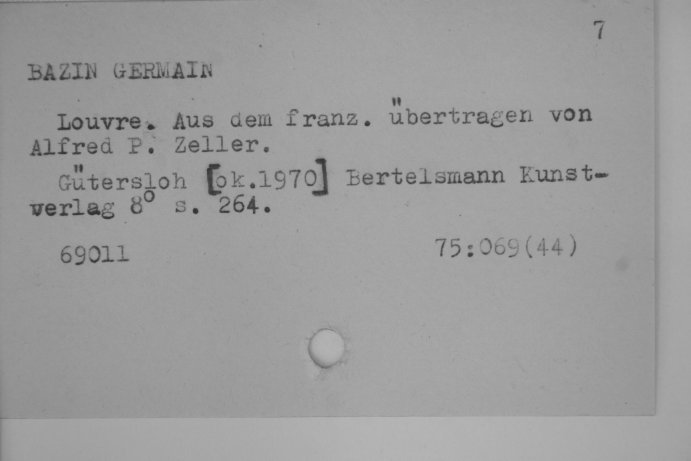 7
BAZIN GERMAIN
Louvre. Aus dem franz. übertragen von
Alfred P. Zeller.
Gütersloh [ok.1970] Bertelsmann Kunst-
verlag 8° s. 264.
69011 75:069(44)